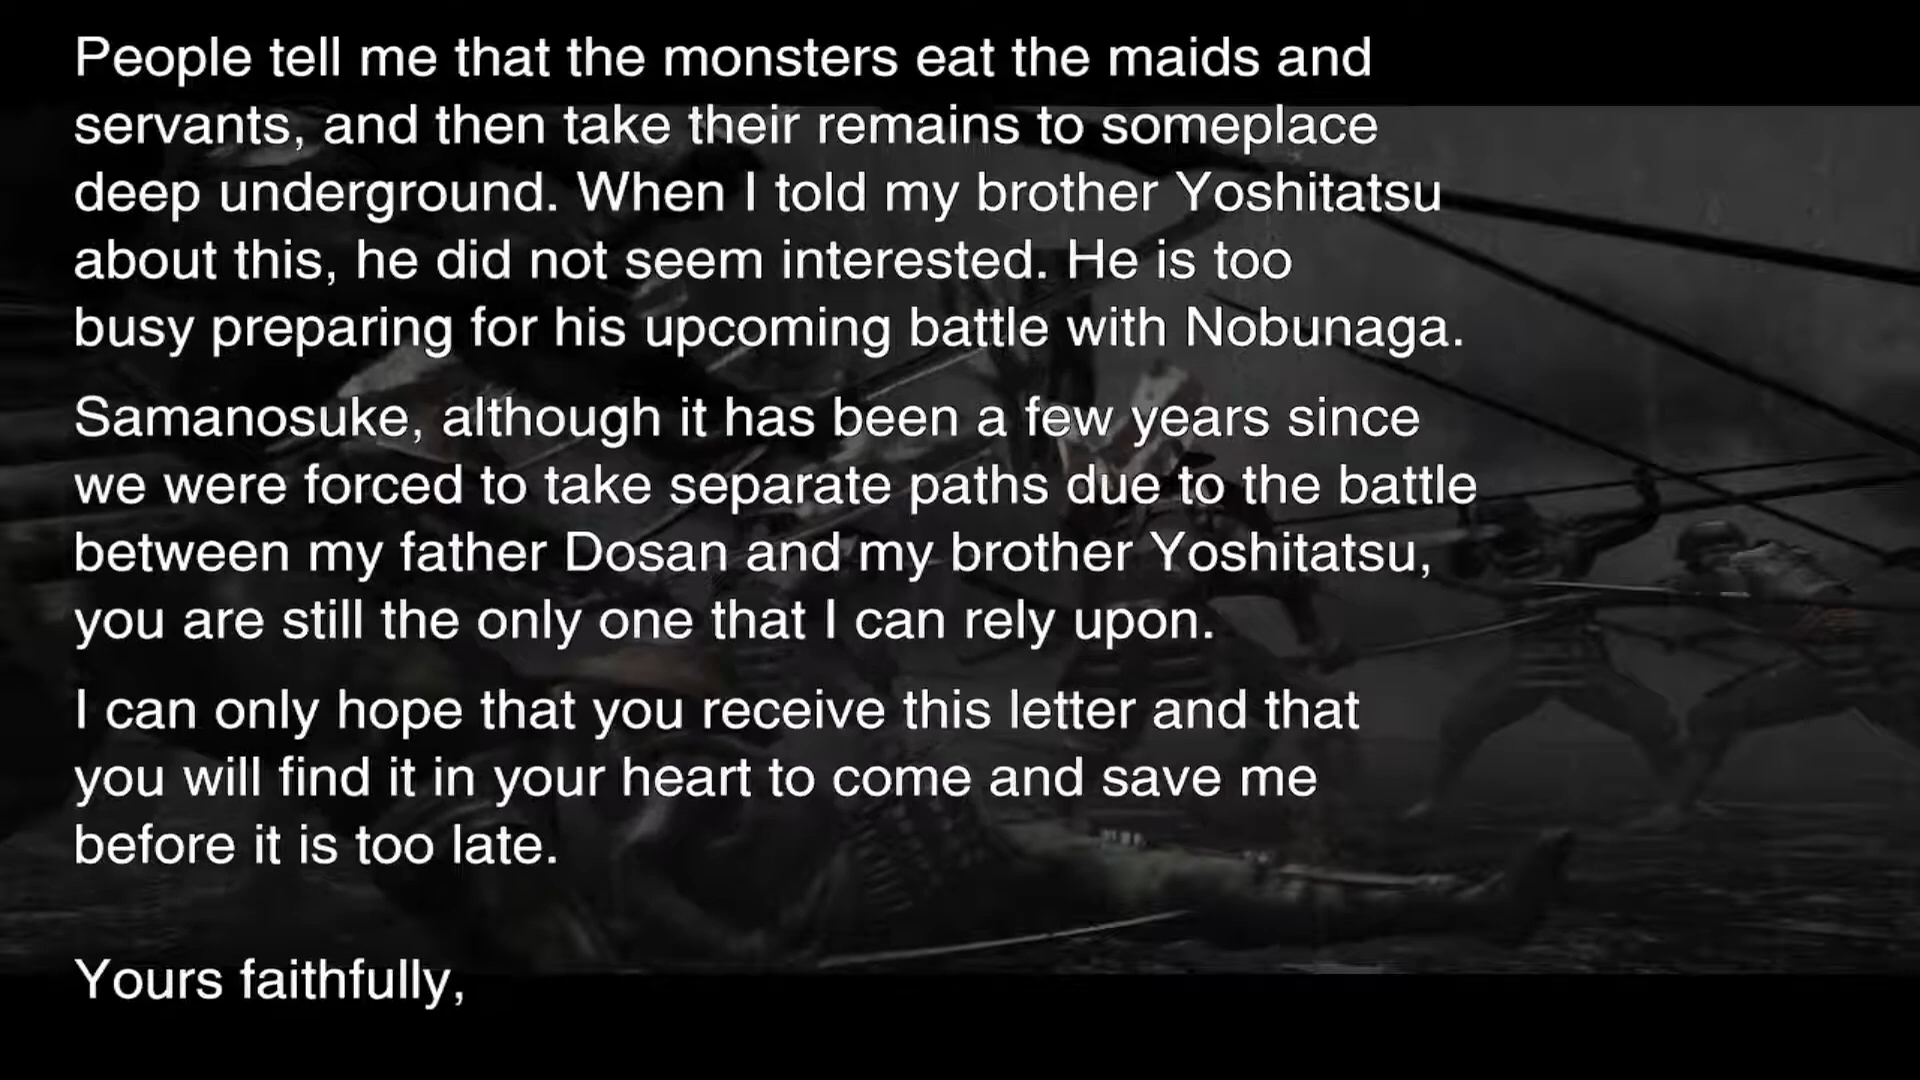 People tell me that the monsters eat the maids and
servants, and then take their remains to someplace
deep underground. When I told my brother Yoshitatsu
about this, he did not seem interested. He is too
busy preparing for his upcoming battle with Nobunaga.
Samanosuke, although it has been a few years since
we were forced to take separate paths due to the battle
between my father Dosan and my brother Yoshitatsu,
you are still the only one that I can rely upon.
I can only hope that you receive this letter and that
you will find it in your heart to come and save me
before it is too late.
Yours faithfully,